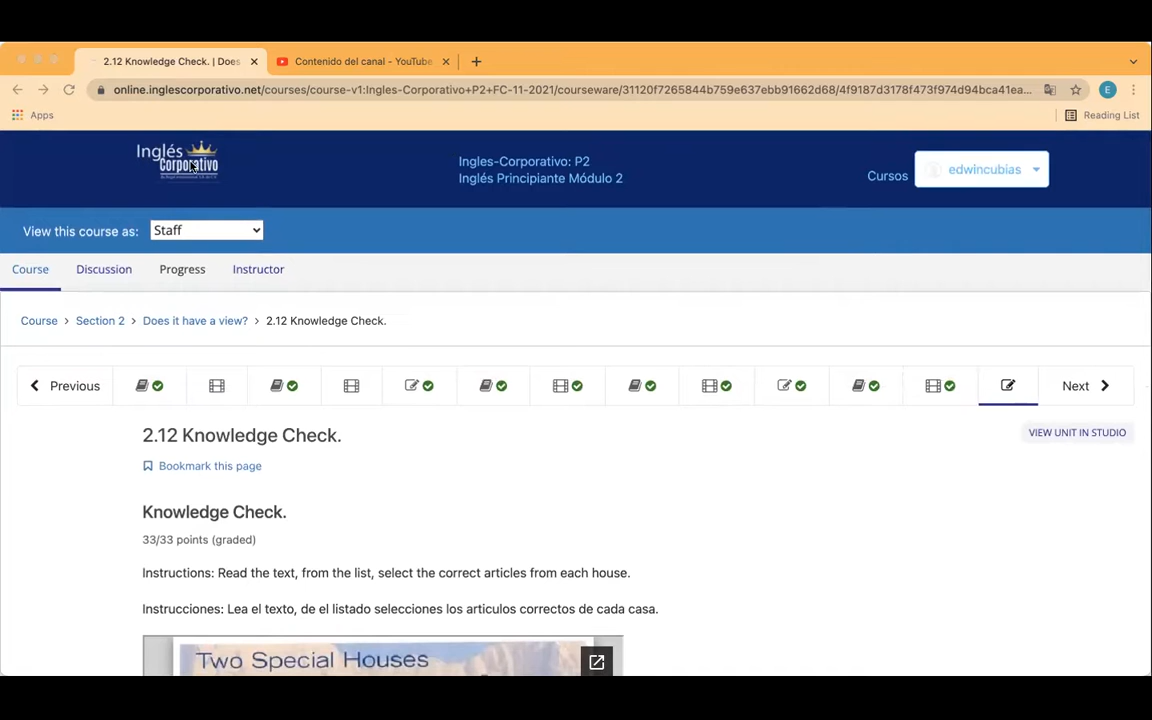 2.12 Knowledge Check. | Does
Contenido del canal - YouTube
online.inglescorporativo.net/courses/course-v1:Ingles-Corporativo+P2+FC-11-2021/courseware/31120f7265844b759e637ebb91662d68/4f9187d3178f473f974d94bca41ea...
E
Apps
Reading List
Inglés
Corporativo
Ingles-Corporativo: P2
Inglés Principiante Módulo 2
Cursos
edwincubias
View this course as:
Staff
Course
Discussion
Progress
Instructor
Course > Section 2 > Does it have a view? > 2.12 Knowledge Check.
Previous
Next
2.12 Knowledge Check.
VIEW UNIT IN STUDIO
Bookmark this page
Knowledge Check.
33/33 points (graded)
Instructions: Read the text, from the list, select the correct articles from each house.
Instrucciones: Lea el texto, de el listado selecciones los articulos correctos de cada casa.
Two Special Houses